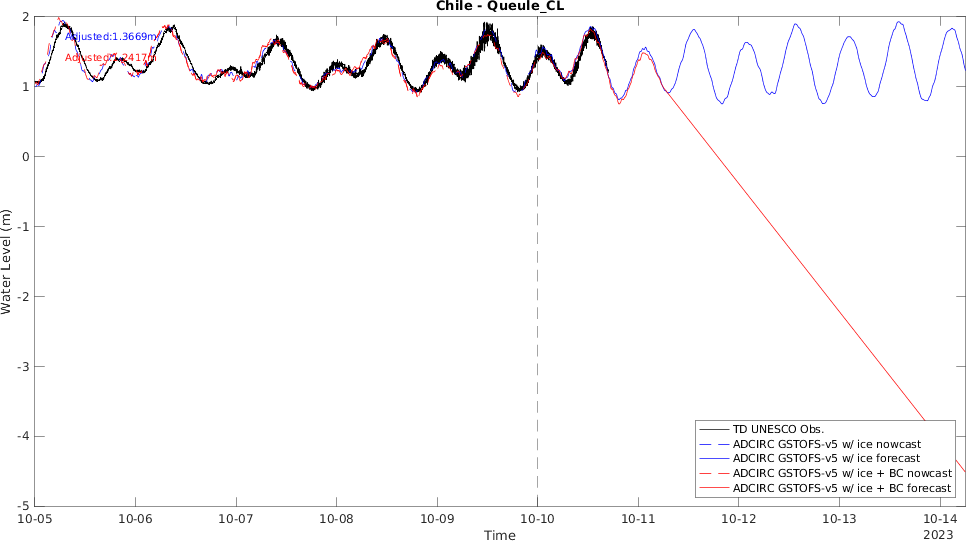 Chile - Queule_CL
2
1
0
-1
-2
-3
-4
-5
Water Level (m)
Adjusted:1.3669m
TD UNESCO Obs.
ADCIRC GSTOFS-v5 w/ ice nowcast
ADCIRC GSTOFS-v5 w/ ice forecast
ADCIRC GSTOFS-v5 w/ ice + BC nowcast
ADCIRC GSTOFS-v5 w/ ice + BC forecast
10-05 10-06 10-07 10-08 10-09 10-10 10-11 10-12 10-13 10-14
2023
Time